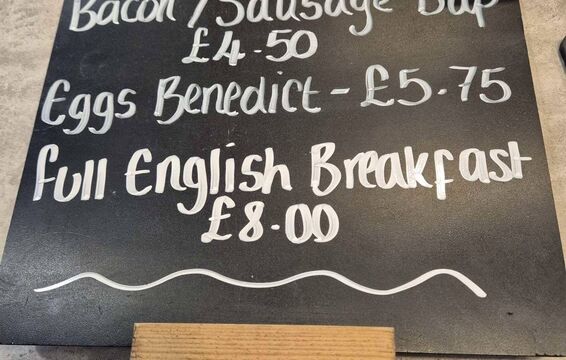 Bacon / Sausage Bap
£4.50
Eggs Benedict - £5.75
Full English Breakfast
£8.00